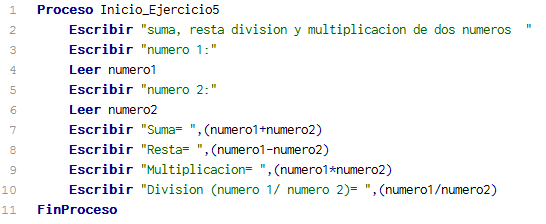 1 Proceso Inicio_Ejercicio5
2 Escribir "suma, resta division y multiplicacion de dos numeros  "
3 Escribir "numero 1:"
4 Leer numero1
5 Escribir "numero 2:"
6 Leer numero2
7 Escribir "Suma= ",(numero1+numero2)
8 Escribir "Resta= ",(numero1-numero2)
9 Escribir "Multiplicacion= ",(numero1*numero2)
10 Escribir "Division (numero 1/ numero 2)= ",(numero1/numero2)
11 FinProceso